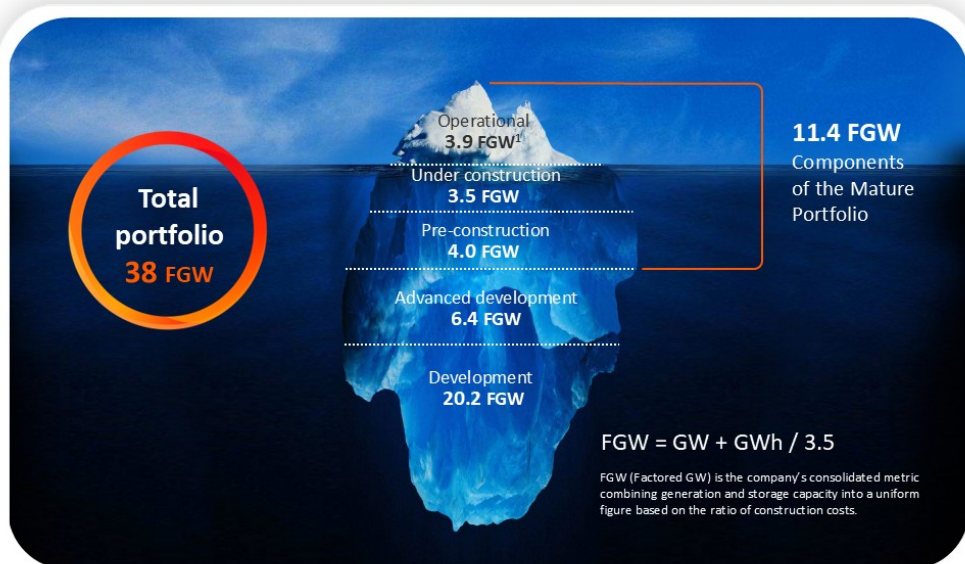 Total
portfolio
38 FGW
Operational
3.9 FGW¹
Under construction
3.5 FGW
Pre-construction
4.0 FGW
Advanced development
6.4 FGW
Development
20.2 FGW
11.4 FGW
Components
of the Mature
Portfolio
FGW = GW + GWh / 3.5
FGW (Factored GW) is the company's consolidated metric
combining generation and storage capacity into a uniform
figure based on the ratio of construction costs.